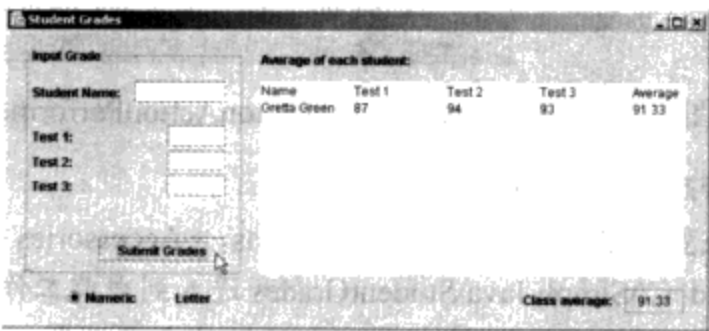 Student Grades
Input Grade
Student Name:
Test 1:
Test 2:
Test 3:
Submit Grades
Numeric Letter
Average of each student:
Name Test 1 Test 2 Test 3 Average
Gretta Green 87 94 93 91.33
Class average: 91.33